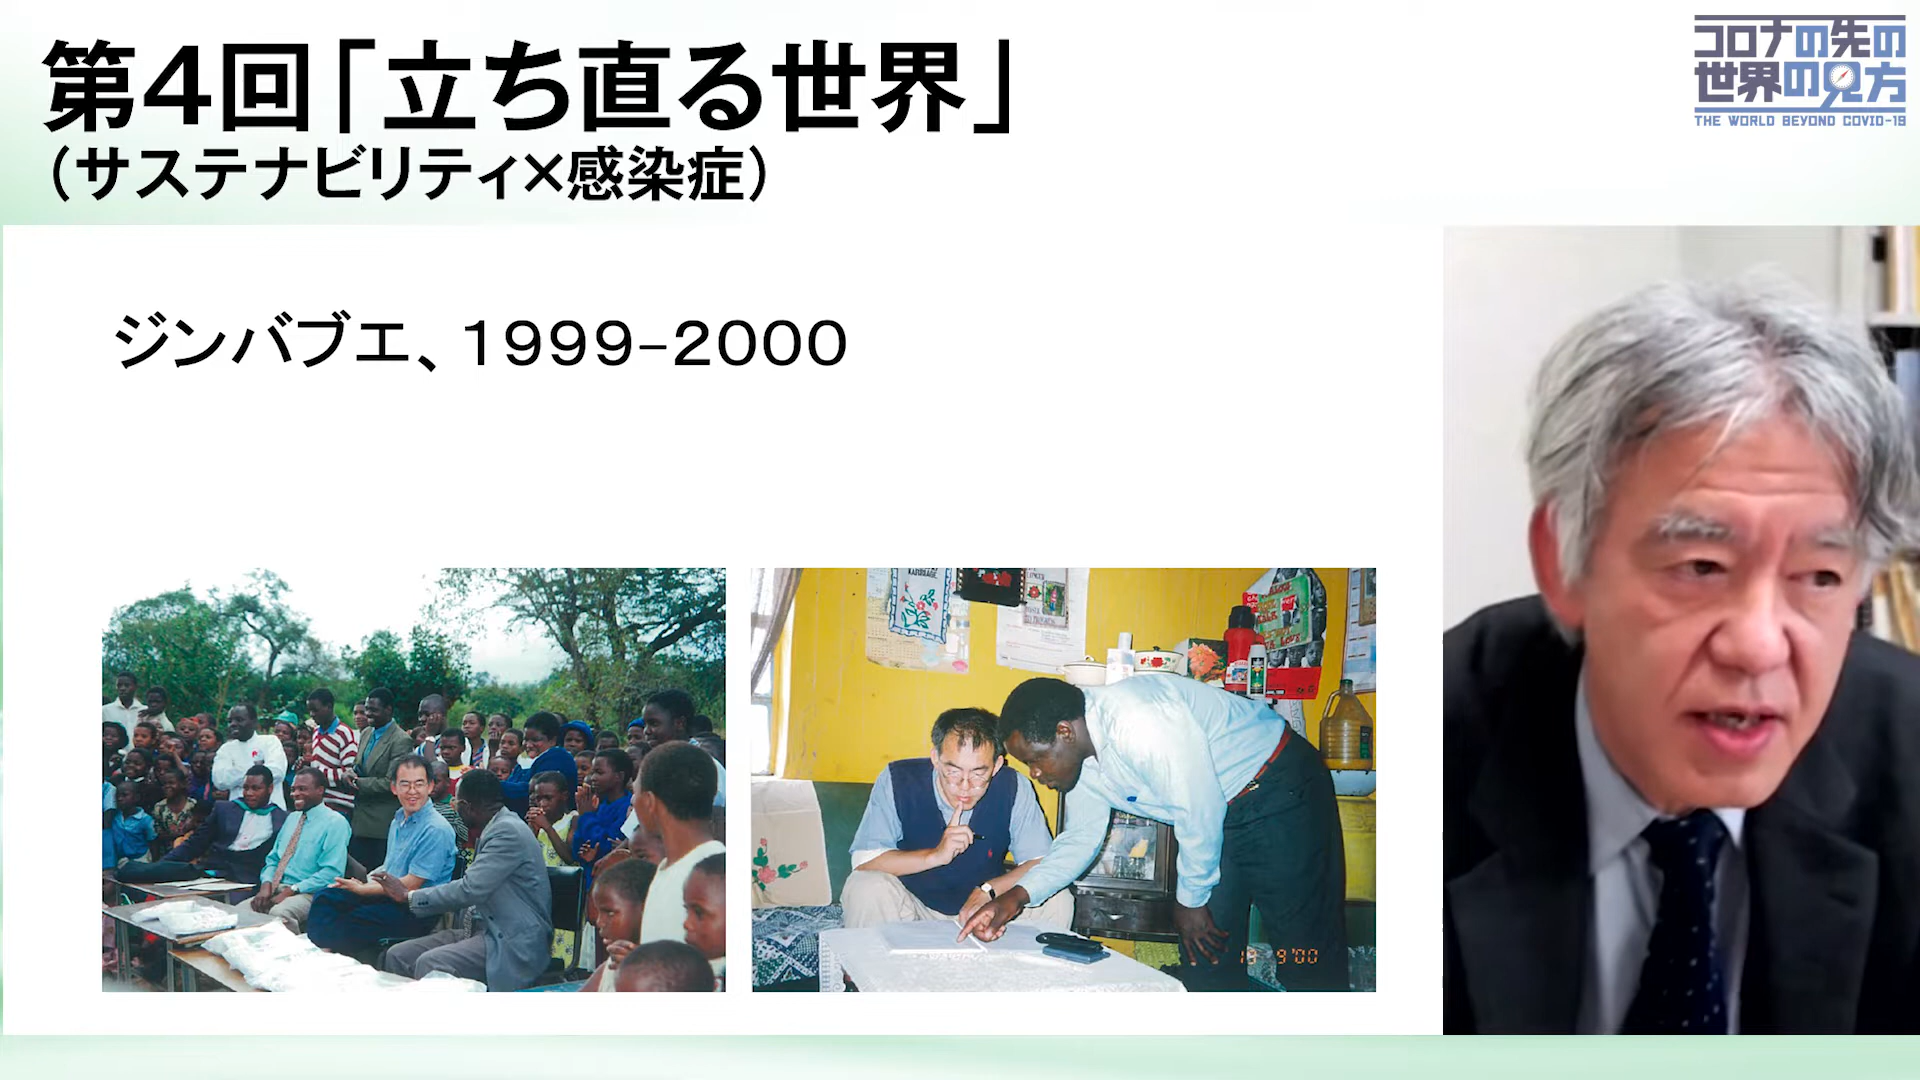 第4回「立ち直る世界」
（サステナビリティ×感染症）
コロナの先の
世界の見方
THE WORLD BEYOND COVID-19
ジンバブエ、1999-2000